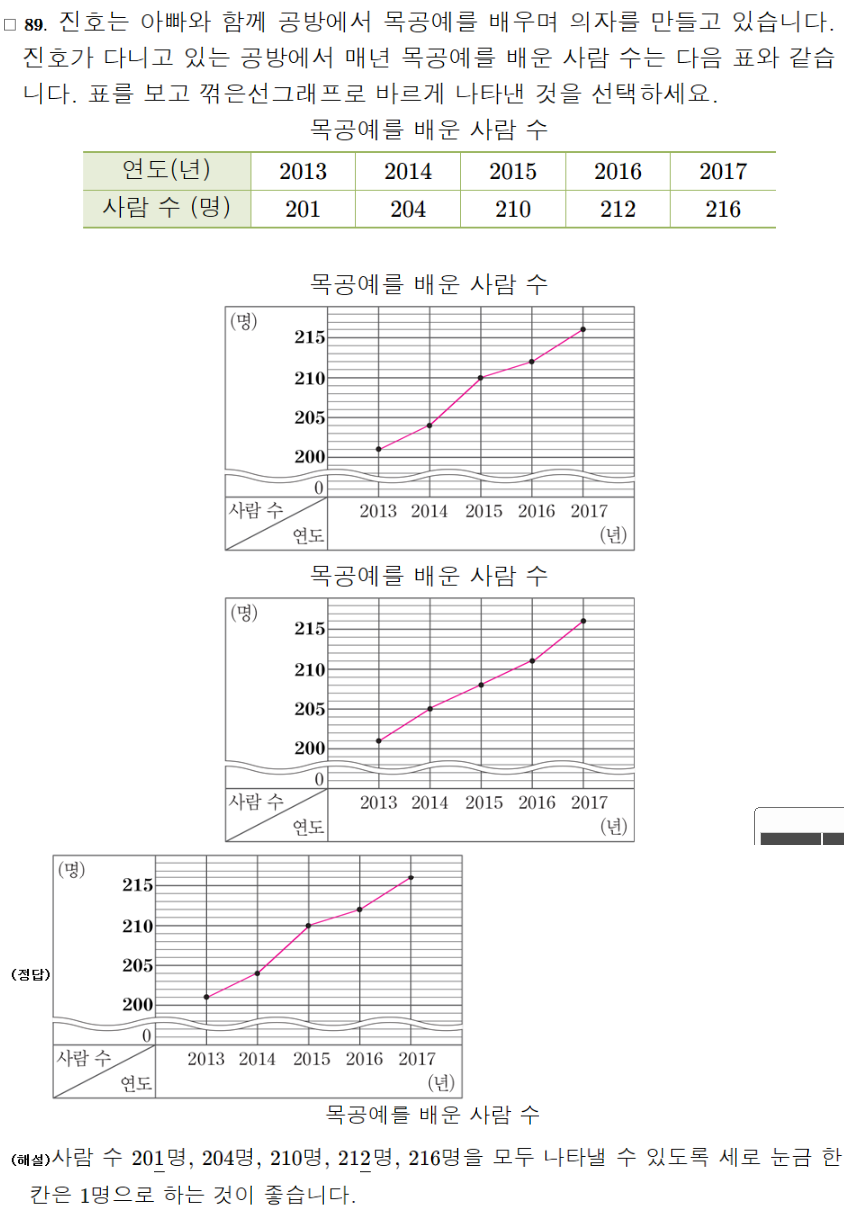 □ 89. 진호는 아빠와 함께 공방에서 목공예를 배우며 의자를 만들고 있습니다.
진호가 다니고 있는 공방에서 매년 목공예를 배운 사람 수는 다음 표와 같습
니다. 표를 보고 꺾은선그래프로 바르게 나타낸 것을 선택하세요.
목공예를 배운 사람 수
연도(년) 2013 2014 2015 2016 2017
사람 수 (명) 201 204 210 212 216
목공예를 배운 사람 수
(명)
215
210
205
200
0
사람 수 2013 2014 2015 2016 2017
연도 (년)
목공예를 배운 사람 수
(명)
215
210
205
200
0
사람 수 2013 2014 2015 2016 2017
연도 (년)
(명)
215
210
205
(정답)
200
0
사람 수 2013 2014 2015 2016 2017
연도 (년)
목공예를 배운 사람 수
(해설)사람 수 201명, 204명, 210명, 212명, 216명을 모두 나타낼 수 있도록 세로 눈금 한
칸은 1명으로 하는 것이 좋습니다.